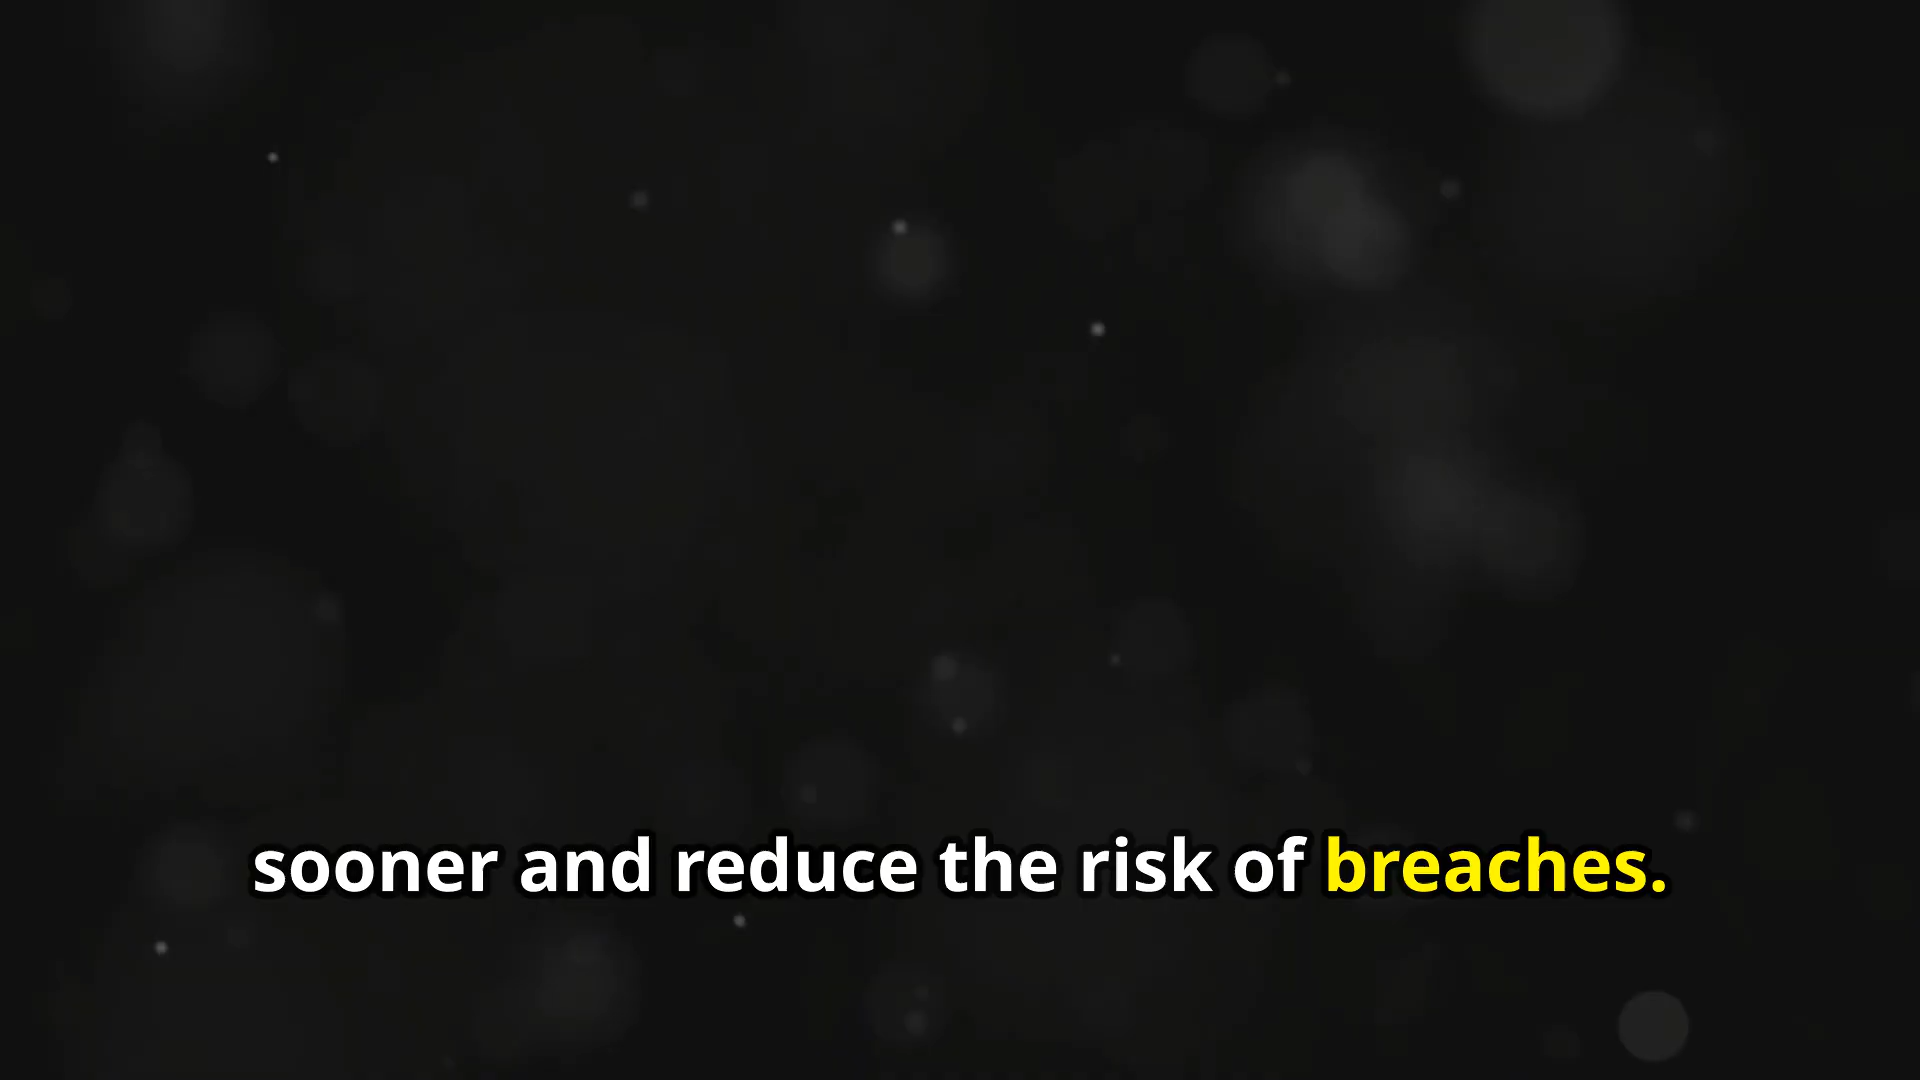 sooner and reduce the risk of breaches.